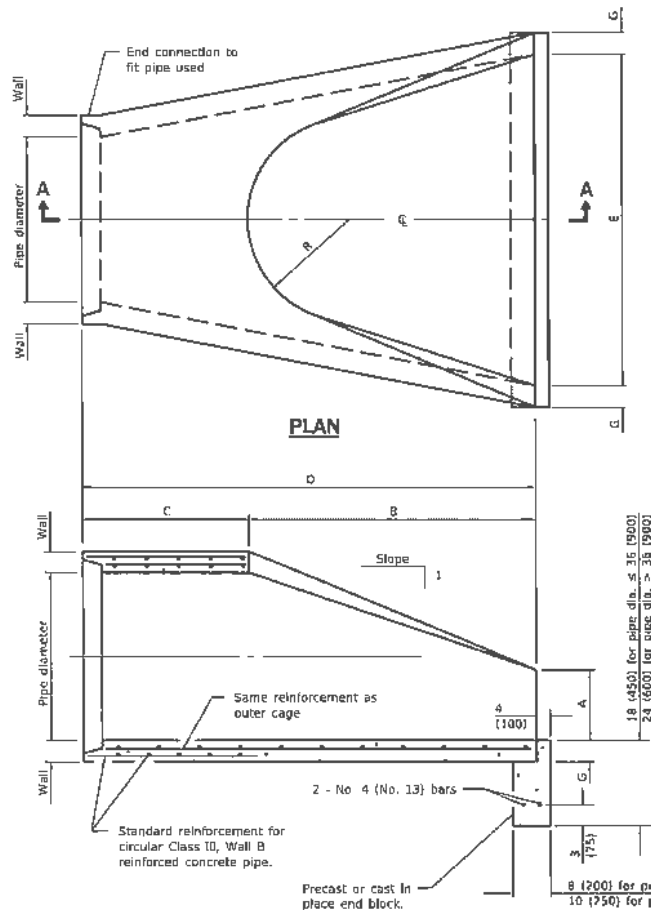 G
End connection to
fit pipe used
Wall
A
A
Pipe diameter
R
℄
E
Wall
G
PLAN
D
C
B
Wall
Slope
1
Pipe diameter
Same reinforcement as
outer cage
4
(100)
A
18 (450) for pipe dia. ≤ 36 (900)
24 (600) for pipe dia. > 36 (900)
Wall
G
2 - No. 4 (No. 13) bars
Standard reinforcement for
circular Class III, Wall B
reinforced concrete pipe.
3
(75)
Precast or cast in
place end block.
8 (200) for
10 (250) for